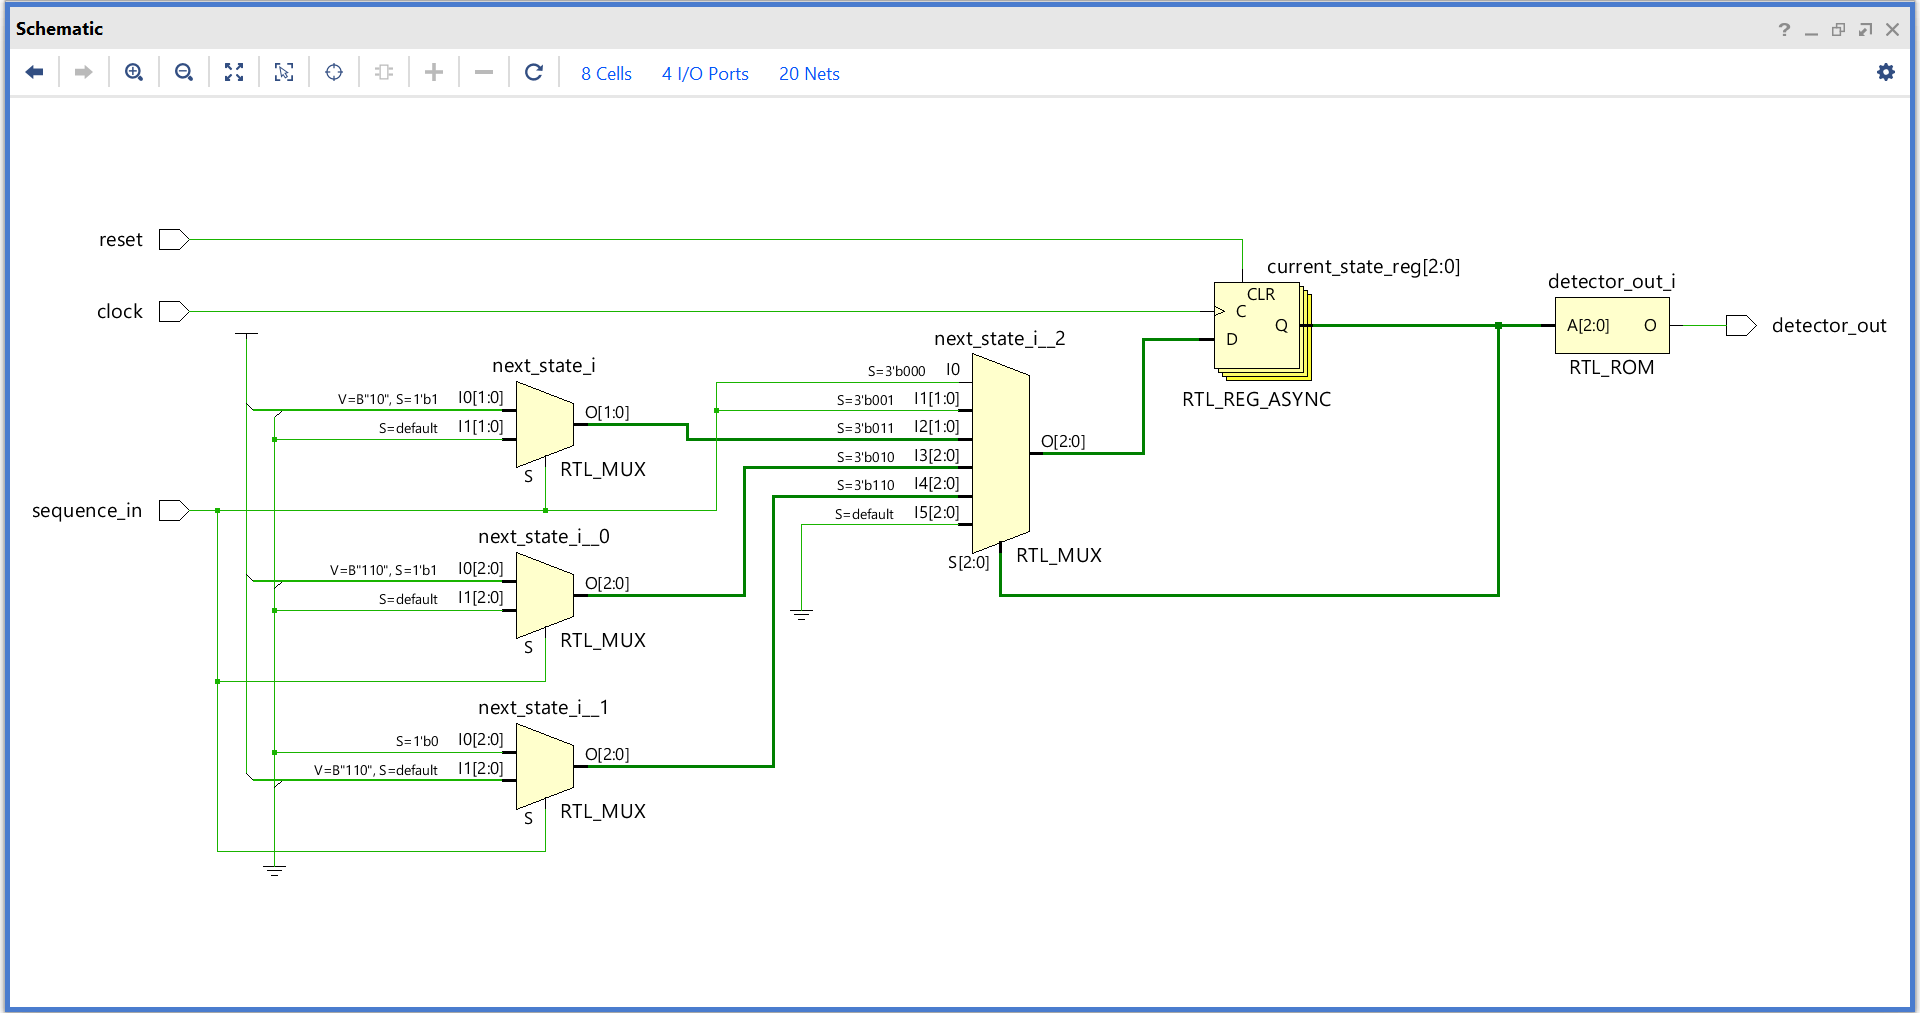 Schematic
8 Cells 4 I/O Ports 20 Nets
reset
clock
sequence_in
next_state_i
V=B"10", S=1'b1 I0[1:0]
S=default I1[1:0]
O[1:0]
S
RTL_MUX
next_state_i__0
V=B"110", S=1'b1 I0[2:0]
S=default I1[2:0]
O[2:0]
S
RTL_MUX
next_state_i__1
S=1'b0 I0[2:0]
V=B"110", S=default I1[2:0]
O[2:0]
S
RTL_MUX
next_state_i__2
S=3'b000 I0
S=3'b001 I1[1:0]
S=3'b011 I2[1:0]
S=3'b010 I3[2:0]
S=3'b110 I4[2:0]
S=default I5[2:0]
O[2:0]
S[2:0]
RTL_MUX
current_state_reg[2:0]
CLR
C
Q
D
RTL_REG_ASYNC
detector_out_i
A[2:0] O
RTL_ROM
detector_out